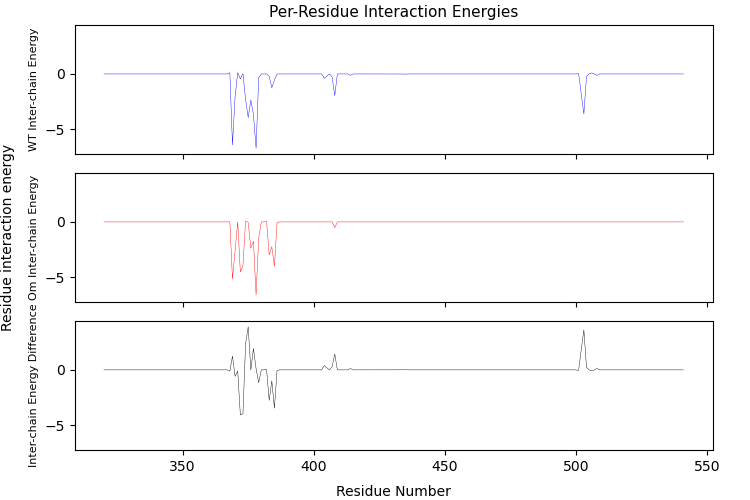 Per-Residue Interaction Energies
Residue interaction energy
WT Inter-chain Energy
0
−5
Om Inter-chain Energy
0
−5
Inter-chain Energy Difference
0
−5
350
400
450
500
550
Residue Number